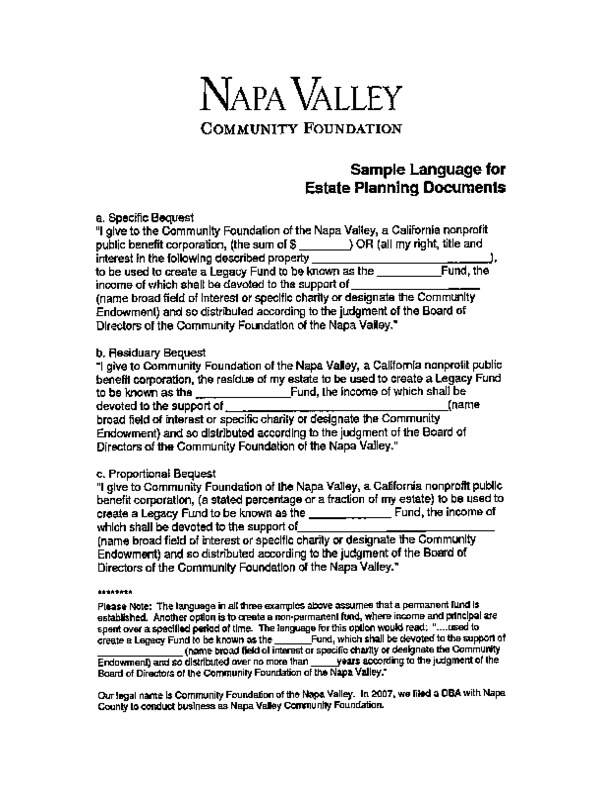 NAPA VALLEY
COMMUNITY FOUNDATION
Sample Language for
Estate Planning Documents
a. Specific Bequest
"I give to the Community Foundation of the Napa Valley, a California nonprofit
public benefit corporation, (the sum of $ ________) OR (all my right, title and
interest in the following described property ____________________________),
to be used to create a Legacy Fund to be known as the __________Fund, the
income of which shall be devoted to the support of ____________________
(name broad field of interest or specific charity or designate the Community
Endowment) and so distributed according to the judgment of the Board of
Directors of the Community Foundation of the Napa Valley."
b. Residuary Bequest
"I give to Community Foundation of the Napa Valley, a California nonprofit public
benefit corporation, the residue of my estate to be used to create a Legacy Fund
to be known as the _______________Fund, the income of which shall be
devoted to the support of ___________________________________(name
broad field of interest or specific charity or designate the Community
Endowment) and so distributed according to the judgment of the Board of
Directors of the Community Foundation of the Napa Valley."
c. Proportional Bequest
"I give to Community Foundation of the Napa Valley, a California nonprofit public
benefit corporation, (a stated percentage or a fraction of my estate) to be used to
create a Legacy Fund to be known as the _____________ Fund, the income of
which shall be devoted to the support of_______________________________
(name broad field of interest or specific charity or designate the Community
Endowment) and so distributed according to the judgment of the Board of
Directors of the Community Foundation of the Napa Valley."
********
Please Note: The language in all three examples above assumes that a permanent fund is
established. Another option is to create a non-permanent fund, where income and principal are
spent over a specified period of time. The language for this option would read: "....used to
create a Legacy Fund to be known as the _______Fund, which shall be devoted to the support of
________________ (name broad field of interest or specific charity or designate the Community
Endowment) and so distributed over no more than _____years according to the judgment of the
Board of Directors of the Community Foundation of the Napa Valley."
Our legal name is Community Foundation of the Napa Valley. In 2007, we filed a DBA with Napa
County to conduct business as Napa Valley Community Foundation.